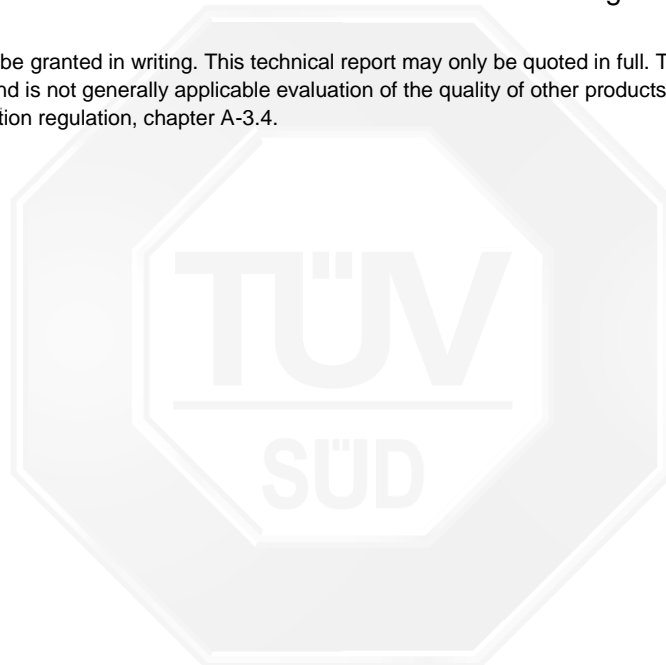 be granted in writing. This technical report may only be quoted in full. T
nd is not generally applicable evaluation of the quality of other products
tion regulation, chapter A-3.4.
TÜV
SÜD